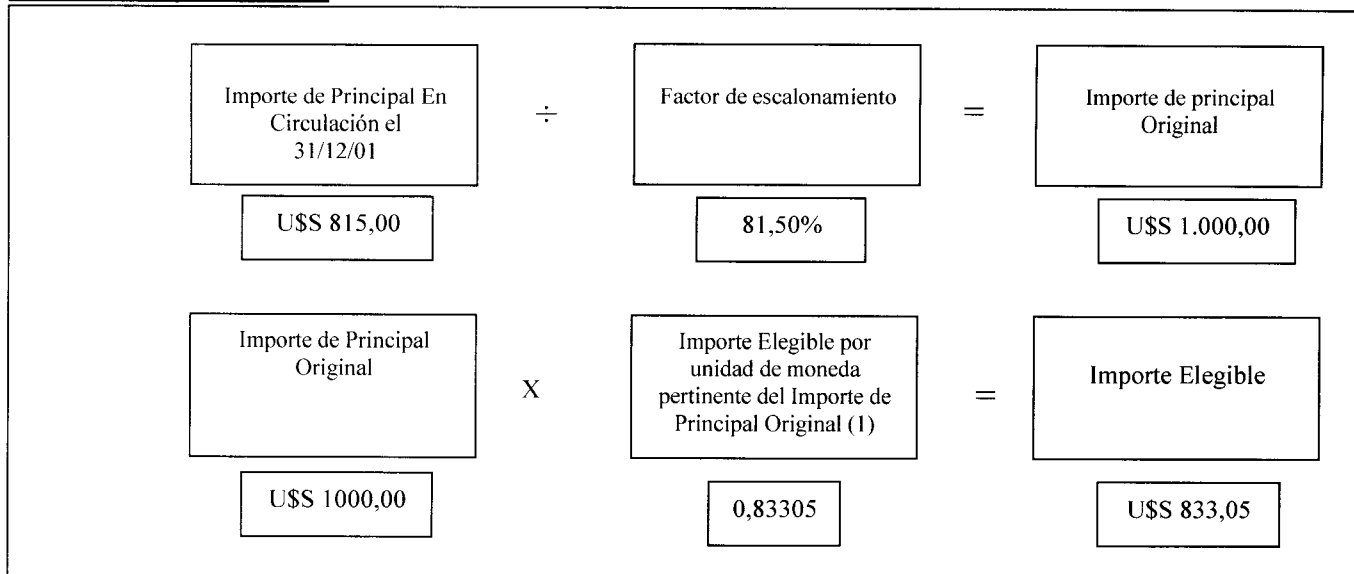 Importe de Principal En
Circulación el
31/12/01
÷
Factor de escalonamiento
=
Importe de principal
Original
U$S 815,00
81,50%
U$S 1.000,00
Importe de Principal
Original
X
Importe Elegible por
unidad de moneda
pertinente del Importe de
Principal Original (1)
=
Importe Elegible
U$S 1000,00
0,83305
U$S 833,05